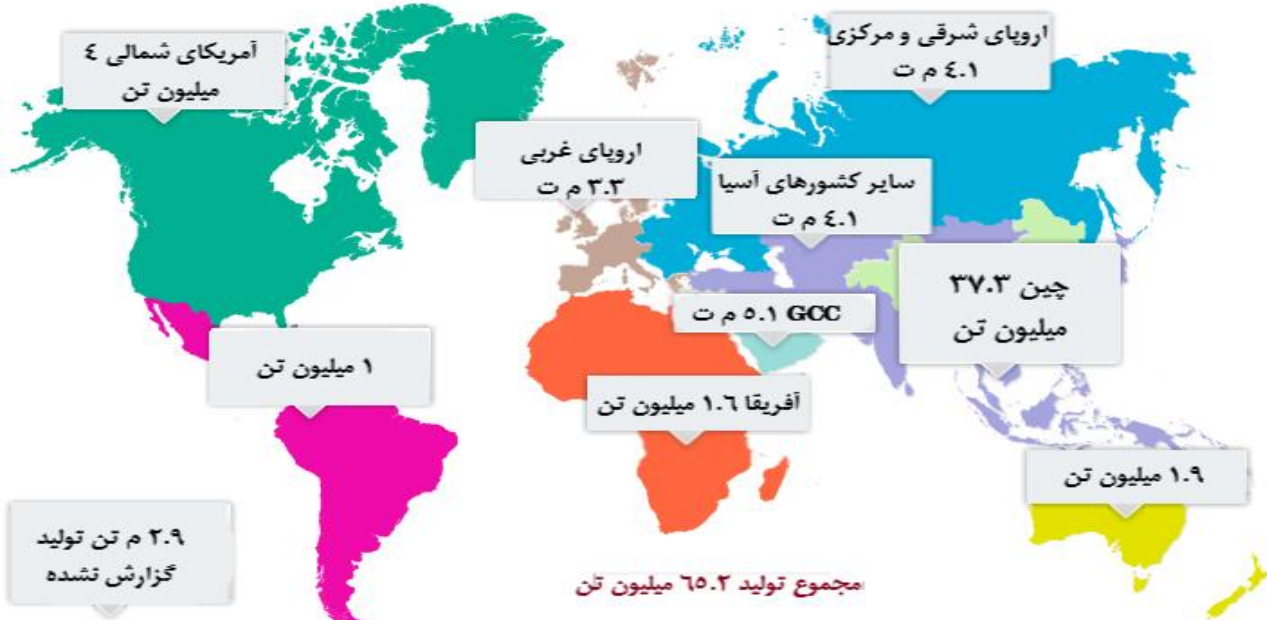 آمریکای شمالی ٤
میلیون تن
اروپای شرقی و مرکزی
٤.١ م ت
اروپای غربی
٣.٣ م ت
سایر کشورهای آسیا
٤.١ م ت
چین ٣٧.٣
میلیون تن
GCC ٥.١ م ت
١ میلیون تن
آفریقا ١.٦ میلیون تن
١.٩ میلیون تن
٢.٩ م تن تولید
گزارش نشده
مجموع تولید ٦٥.٢ میلیون تن